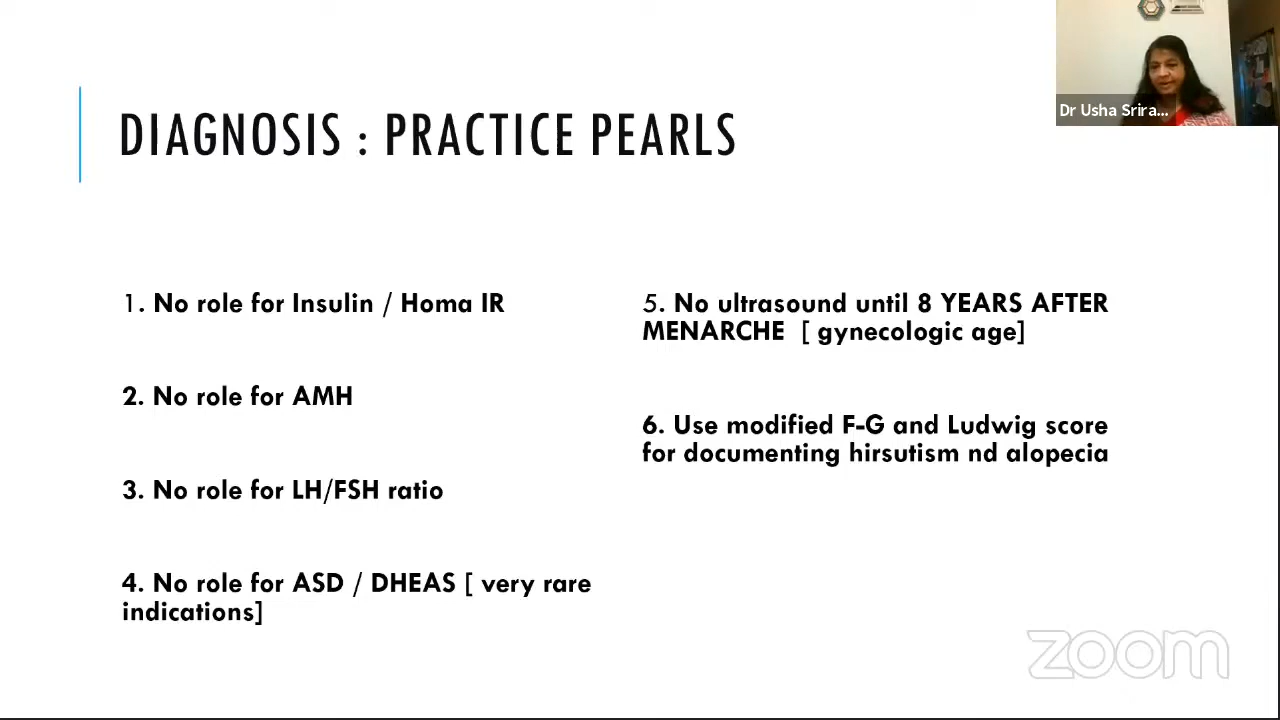 Dr Usha Srira...
DIAGNOSIS : PRACTICE PEARLS
1. No role for Insulin / Homa IR
2. No role for AMH
3. No role for LH/FSH ratio
4. No role for ASD / DHEAS [ very rare
indications]
5. No ultrasound until 8 YEARS AFTER
MENARCHE [ gynecologic age]
6. Use modified F-G and Ludwig score
for documenting hirsutism nd alopecia
zoom